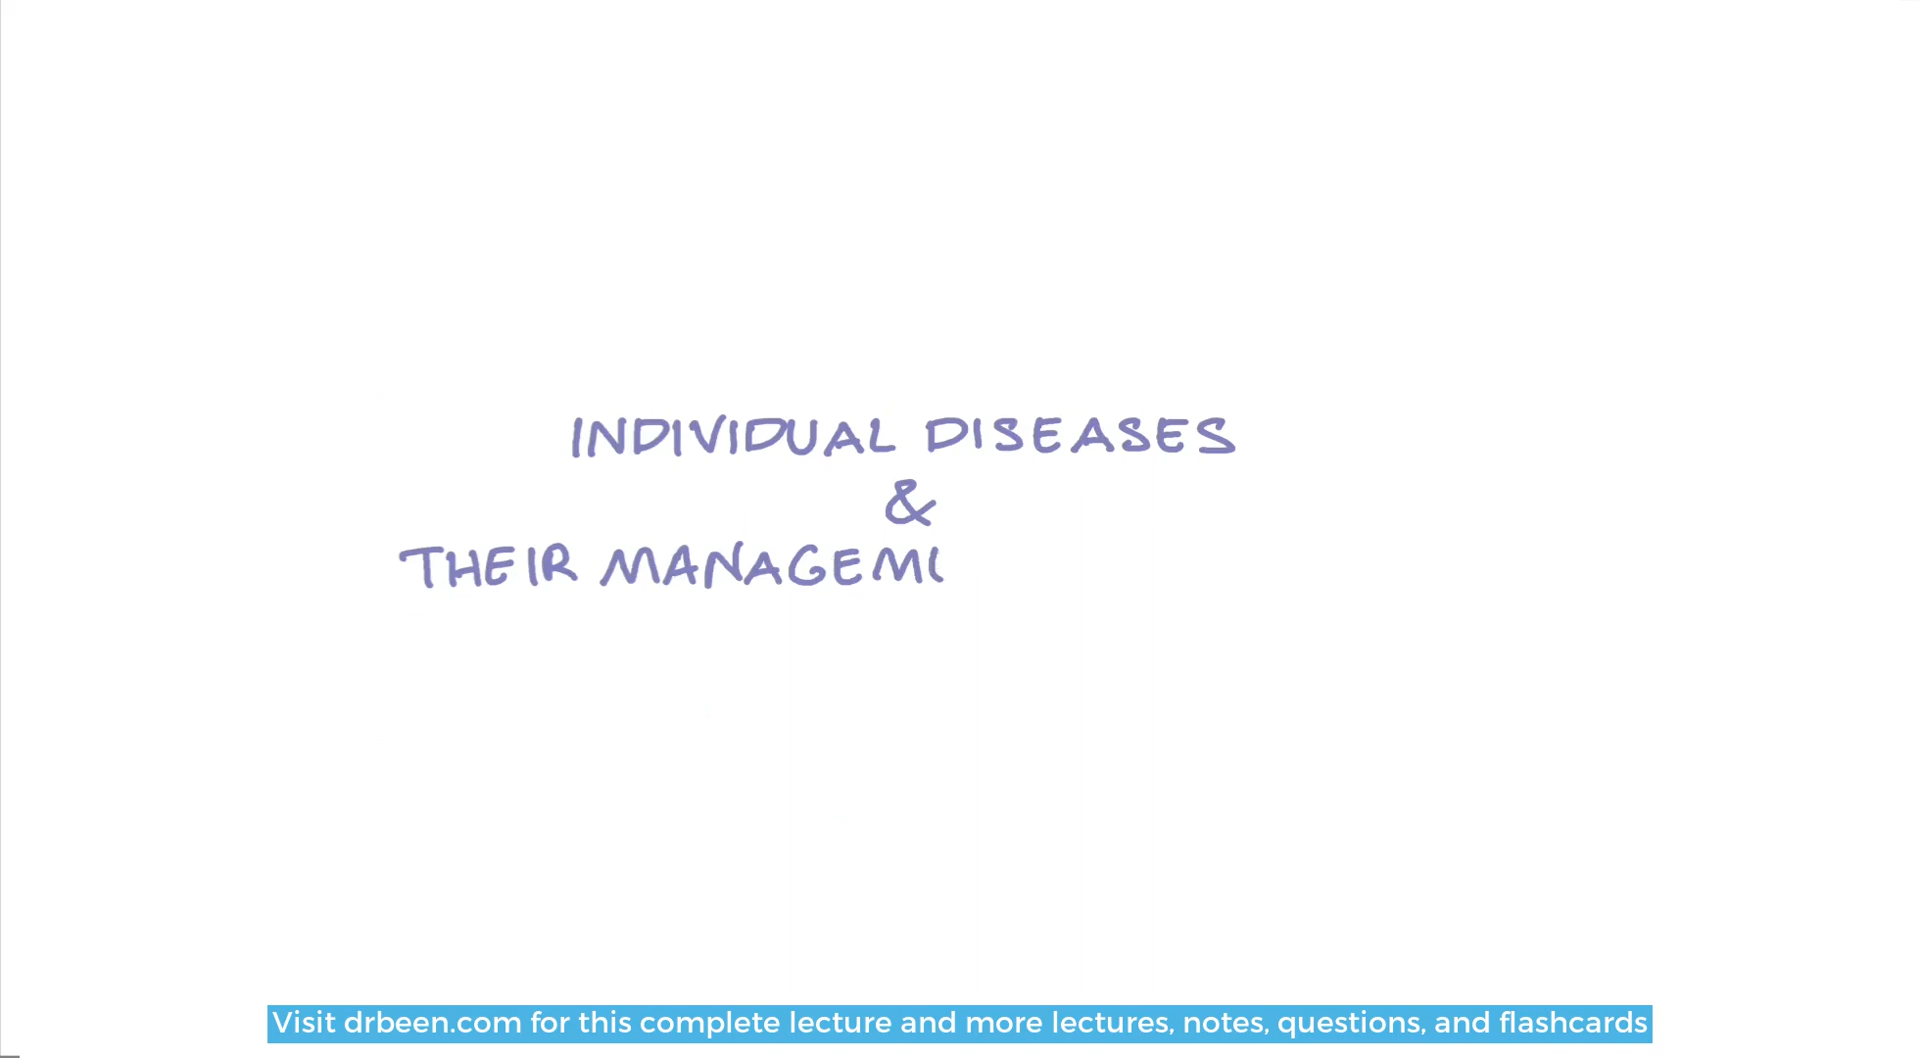 INDIVIDUAL DISEASES
&
THEIR MANAGEM
Visit drbeen.com for this complete lecture and more lectures, notes, questions, and flashcards